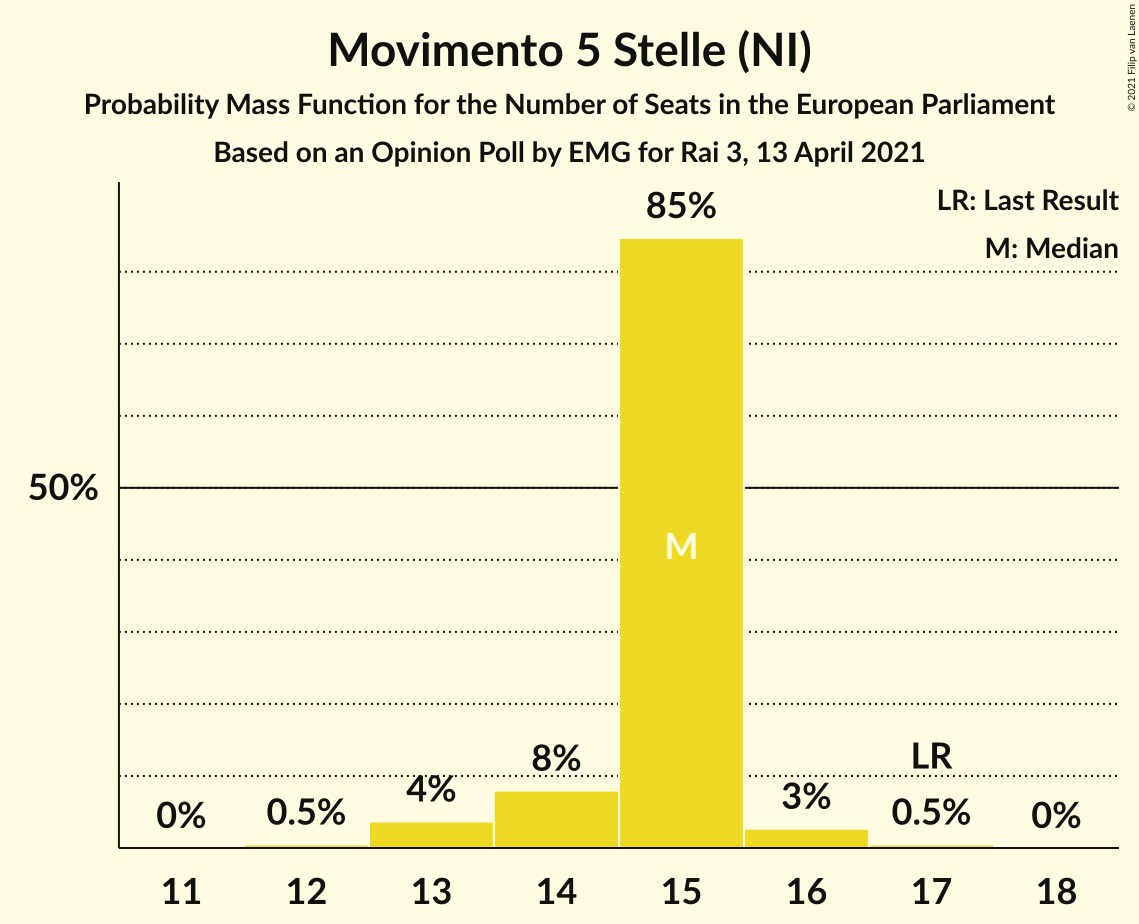 Movimento 5 Stelle (NI)
Probability Mass Function for the Number of Seats in the European Parliament
Based on an Opinion Poll by EMG for Rai 3, 13 April 2021
© 2021 Filip van Laenen
LR: Last Result
M: Median
85%
50%
M
8%
LR
4%
3%
0%
0.5%
0.5%
0%
11 12 13 14 15 16 17 18